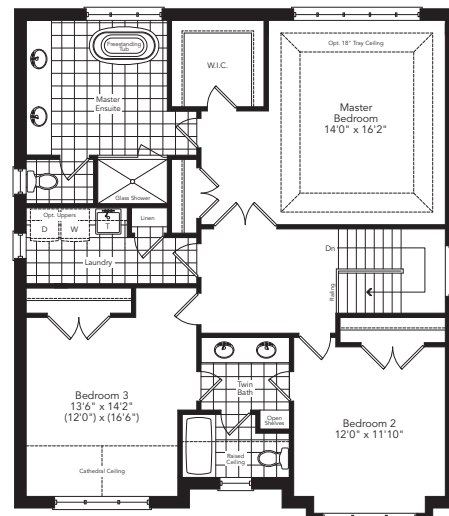 Freestanding
Tub
Master
Ensuite
W.I.C.
Opt. 18" Tray Ceiling
Master
Bedroom
14'0" x 16'2"
Glass Shower
Opt. Uppers
D
W
T
Linen
Laundry
Dn
Railing
Bedroom 3
13'6" x 14'2"
(12'0") x (16'6")
Cathedral Ceiling
Twin
Bath
Open
Shelves
Raised
Ceiling
Bedroom 2
12'0" x 11'10"